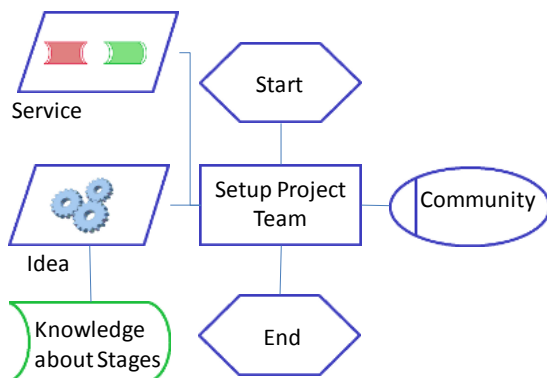 Start
Service
Setup Project
Team
Community
Idea
Knowledge
about Stages
End